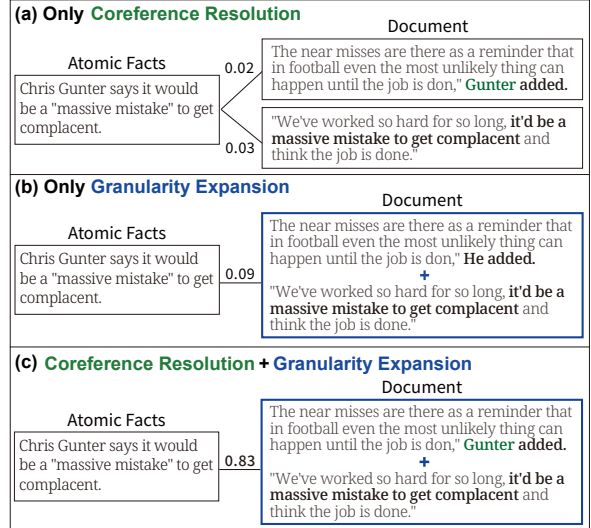 (a) Only Coreference Resolution
Document
Atomic Facts
Chris Gunter says it would
be a "massive mistake" to get
complacent.
0.02
0.03
The near misses are there as a reminder that
in football even the most unlikely thing can
happen until the job is don," Gunter added.
"We've worked so hard for so long, it'd be a
massive mistake to get complacent and
think the job is done."
(b) Only Granularity Expansion
Document
Atomic Facts
Chris Gunter says it would
be a "massive mistake" to get
complacent.
0.09
The near misses are there as a reminder that
in football even the most unlikely thing can
happen until the job is don," He added.
+
"We've worked so hard for so long, it'd be a
massive mistake to get complacent and
think the job is done."
(c) Coreference Resolution + Granularity Expansion
Document
Atomic Facts
Chris Gunter says it would
be a "massive mistake" to get
complacent.
0.83
The near misses are there as a reminder that
in football even the most unlikely thing can
happen until the job is don," Gunter added.
+
"We've worked so hard for so long, it'd be a
massive mistake to get complacent and
think the job is done."